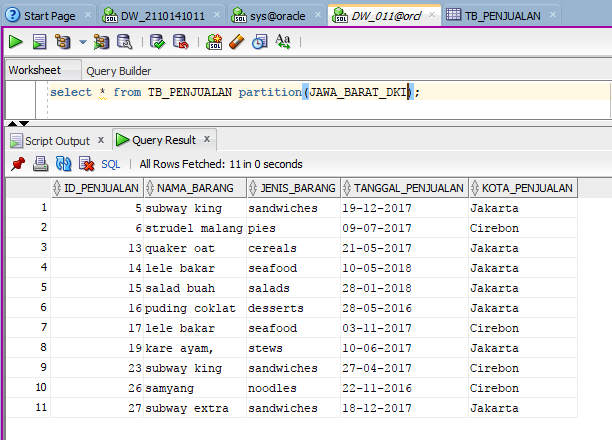 Start Page DW_2110141011 sys@oracle DW_011@orcl TB_PENJUALAN
Aa
Worksheet Query Builder
select * from TB_PENJUALAN partition(JAWA_BARAT_DKI);
Script Output Query Result
SQL All Rows Fetched: 11 in 0 seconds
ID_PENJUALAN NAMA_BARANG JENIS_BARANG TANGGAL_PENJUALAN KOTA_PENJUALAN
1 5 subway king sandwiches 19-12-2017 Jakarta
2 6 strudel malang pies 09-07-2017 Cirebon
3 13 quaker oat cereals 21-05-2017 Jakarta
4 14 lele bakar seafood 10-05-2018 Jakarta
5 15 salad buah salads 28-01-2018 Jakarta
6 16 puding coklat desserts 28-05-2016 Jakarta
7 17 lele bakar seafood 03-11-2017 Cirebon
8 19 kare ayam, stews 10-06-2017 Jakarta
9 23 subway king sandwiches 27-04-2017 Cirebon
10 26 samyang noodles 22-11-2016 Cirebon
11 27 subway extra sandwiches 18-12-2017 Jakarta